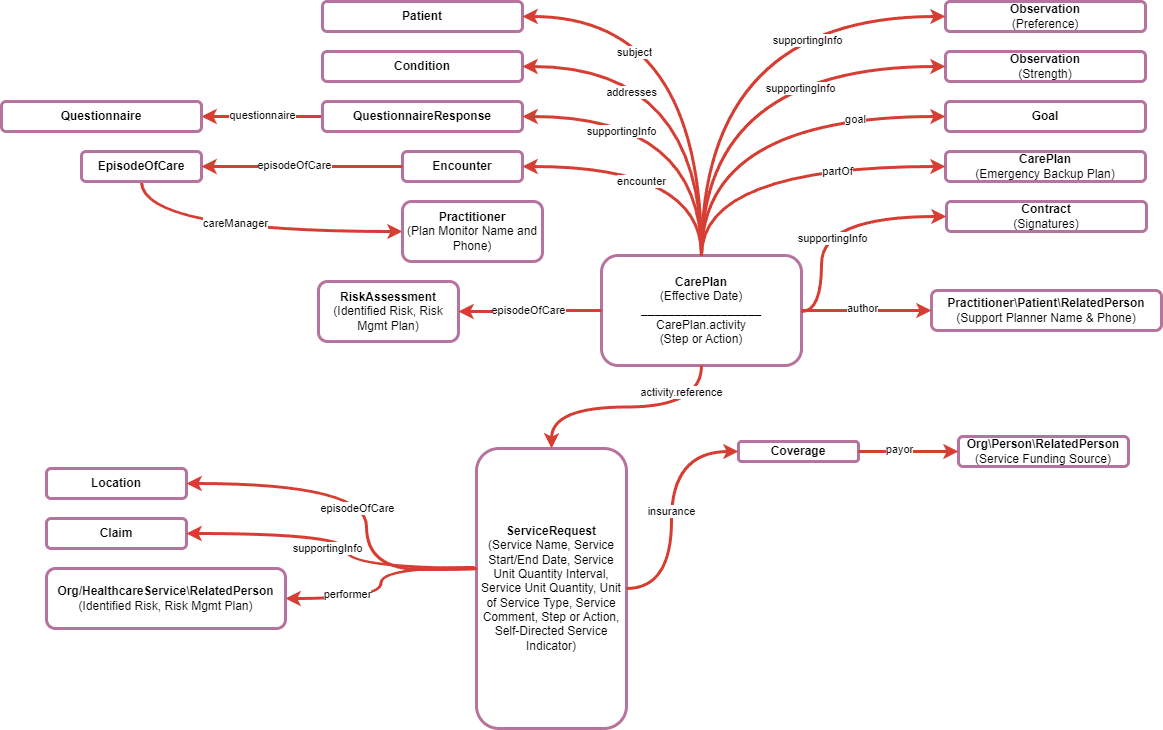 Patient
subject
Observation
(Preference)
supportingInfo
Condition
addresses
Observation
(Strength)
supportingInfo
Questionnaire
questionnaire
QuestionnaireResponse
supportingInfo
goal
Goal
EpisodeOfCare
episodeOfCare
Encounter
encounter
partOf
CarePlan
(Emergency Backup Plan)
careManager
Practitioner
(Plan Monitor Name and
Phone)
supportingInfo
Contract
(Signatures)
RiskAssessment
(Identified Risk, Risk
Mgmt Plan)
episodeOfCare
CarePlan
(Effective Date)
__________________
CarePlan.activity
(Step or Action)
author
Practitioner\Patient\RelatedPerson
(Support Planner Name & Phone)
activity.reference
Location
episodeOfCare
Claim
supportingInfo
Org/HealthcareService\RelatedPerson
(Identified Risk, Risk Mgmt Plan)
performer
ServiceRequest
(Service Name, Service
Start/End Date, Service
Unit Quantity Interval,
Service Unit Quantity, Unit
of Service Type, Service
Comment, Step or Action,
Self-Directed Service
Indicator)
insurance
Coverage
payor
Org\Person\RelatedPerson
(Service Funding Source)